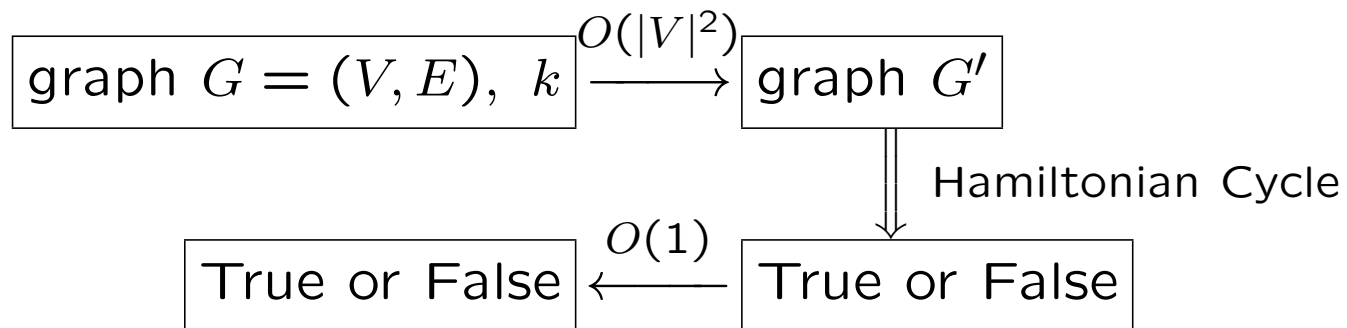 O(|V|²)
graph G = (V, E), k
graph G′
Hamiltonian Cycle
O(1)
True or False
True or False